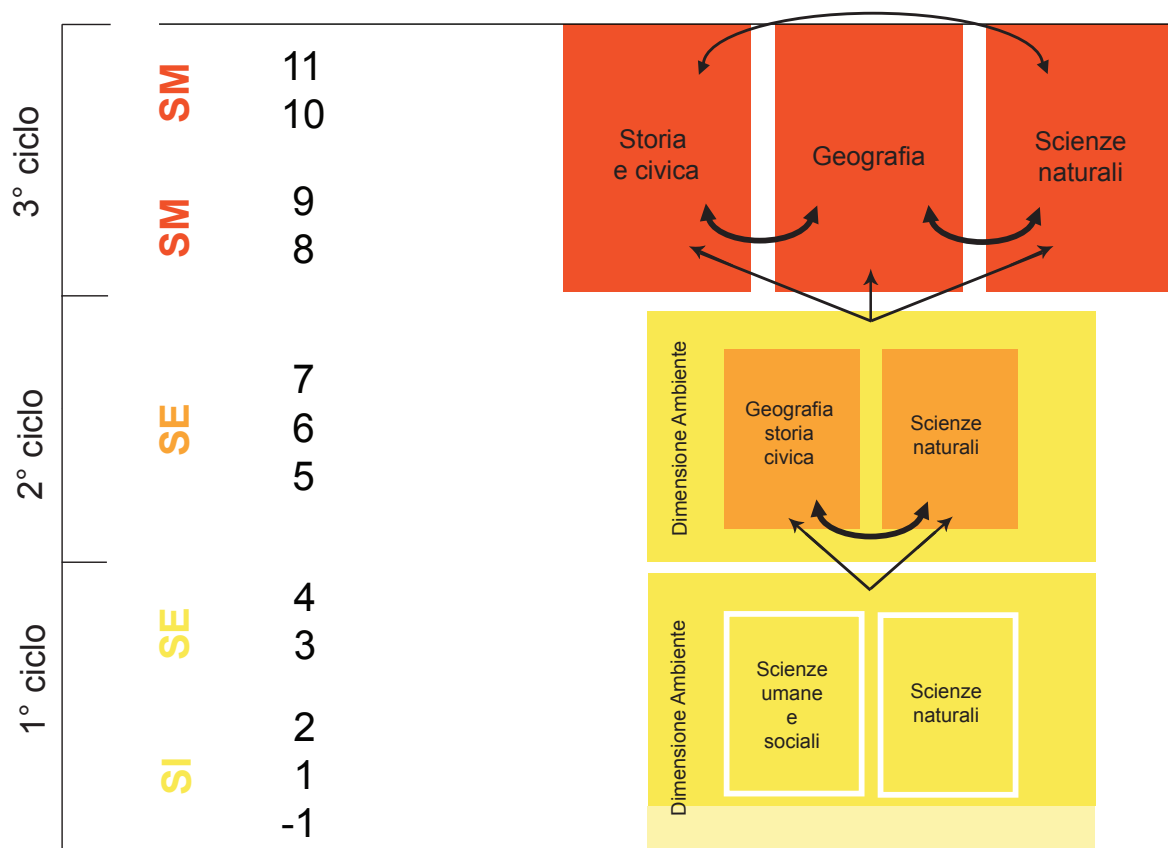 3° ciclo
SM
11
10
SM
9
8
Storia
e civica
Geografia
Scienze
naturali
2° ciclo
SE
7
6
5
Dimensione Ambiente
Geografia
storia
civica
Scienze
naturali
1° ciclo
SE
4
3
SI
2
1
-1
Dimensione Ambiente
Scienze
umane
e
sociali
Scienze
naturali